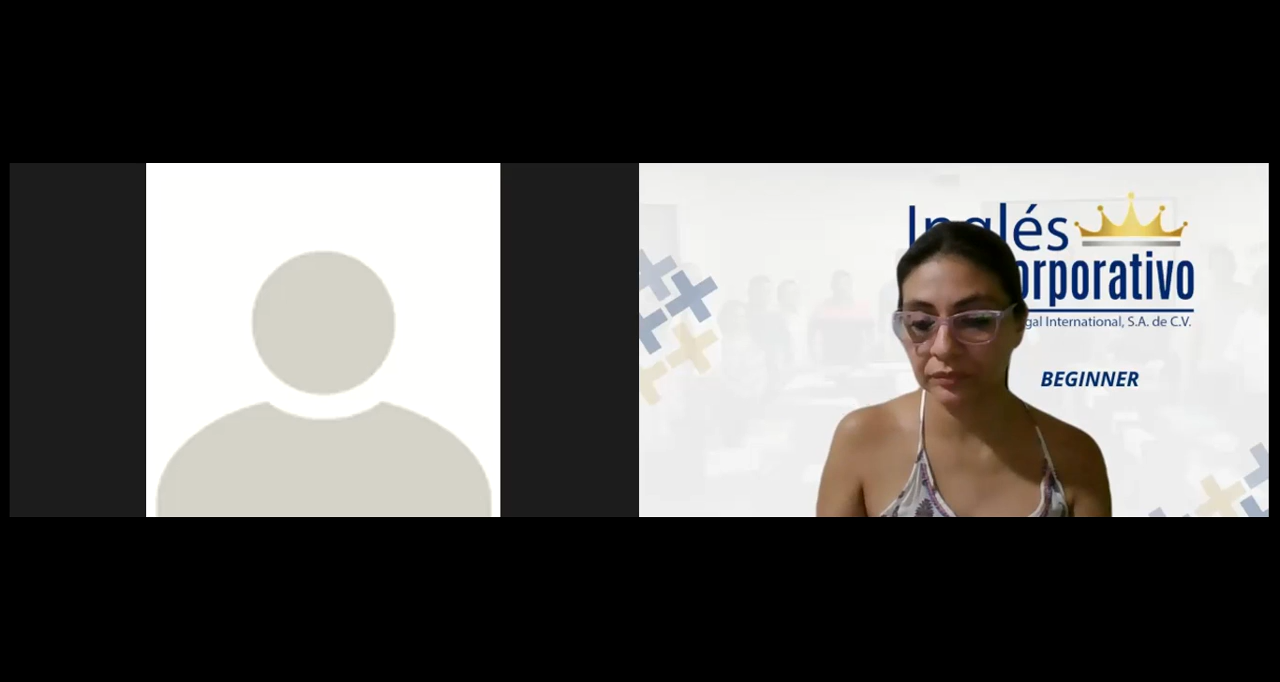 Inglés
orporativo
gal International, S.A. de C.V.
BEGINNER